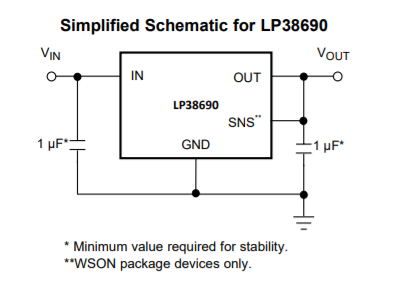 Simplified Schematic for LP38690
VIN
VOUT
IN
OUT
LP38690
SNS**
1 µF*
GND
1 µF*
* Minimum value required for stability.
**WSON package devices only.